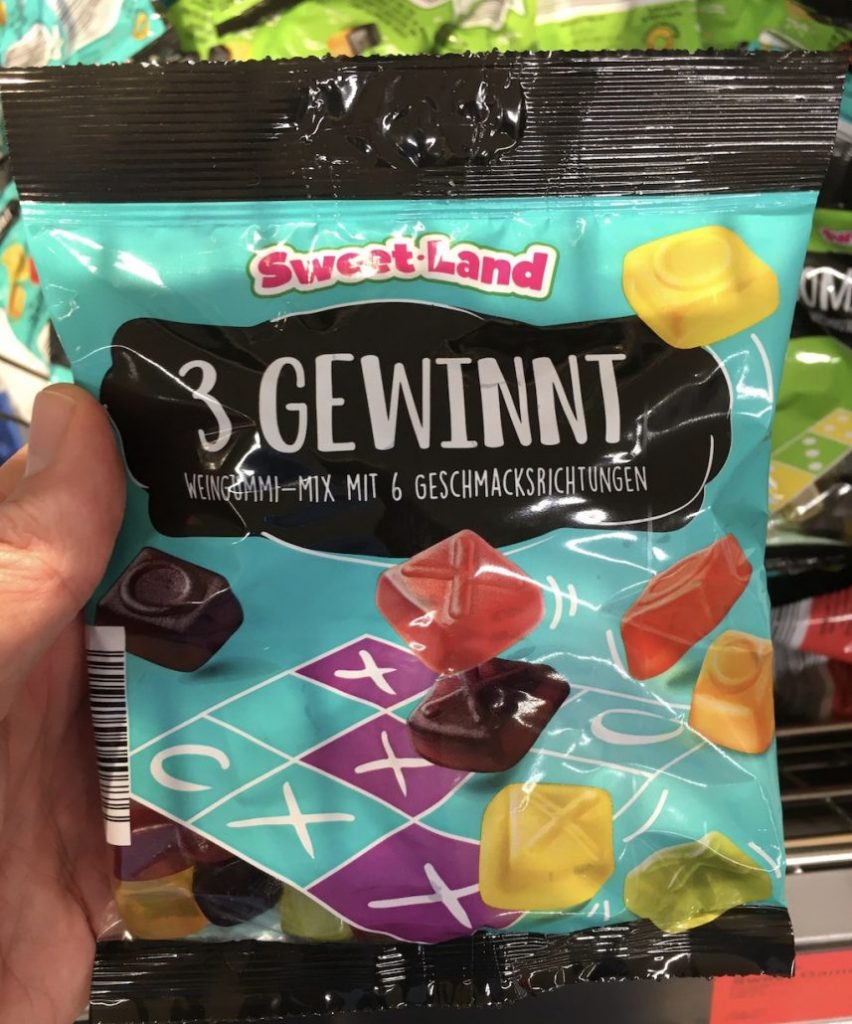 Sweet·Land
3 GEWINNT
WEINGUMMI-MIX MIT 6 GESCHMACKSRICHTUNGEN
X
X
O
X
O
X